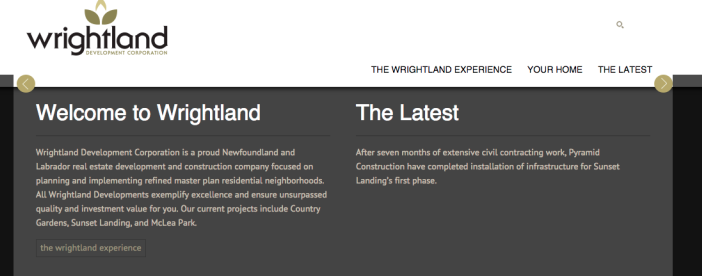 wrightland
DEVELOPMENT CORPORATION
THE WRIGHTLAND EXPERIENCE YOUR HOME THE LATEST
Welcome to Wrightland
Wrightland Development Corporation is a proud Newfoundland and
Labrador real estate development and construction company focused on
planning and implementing refined master plan residential neighborhoods.
All Wrightland Developments exemplify excellence and ensure unsurpassed
quality and investment value for you. Our current projects include Country
Gardens, Sunset Landing, and McLea Park.
the wrightland experience
The Latest
After seven months of extensive civil contracting work, Pyramid
Construction have completed installation of infrastructure for Sunset
Landing's first phase.